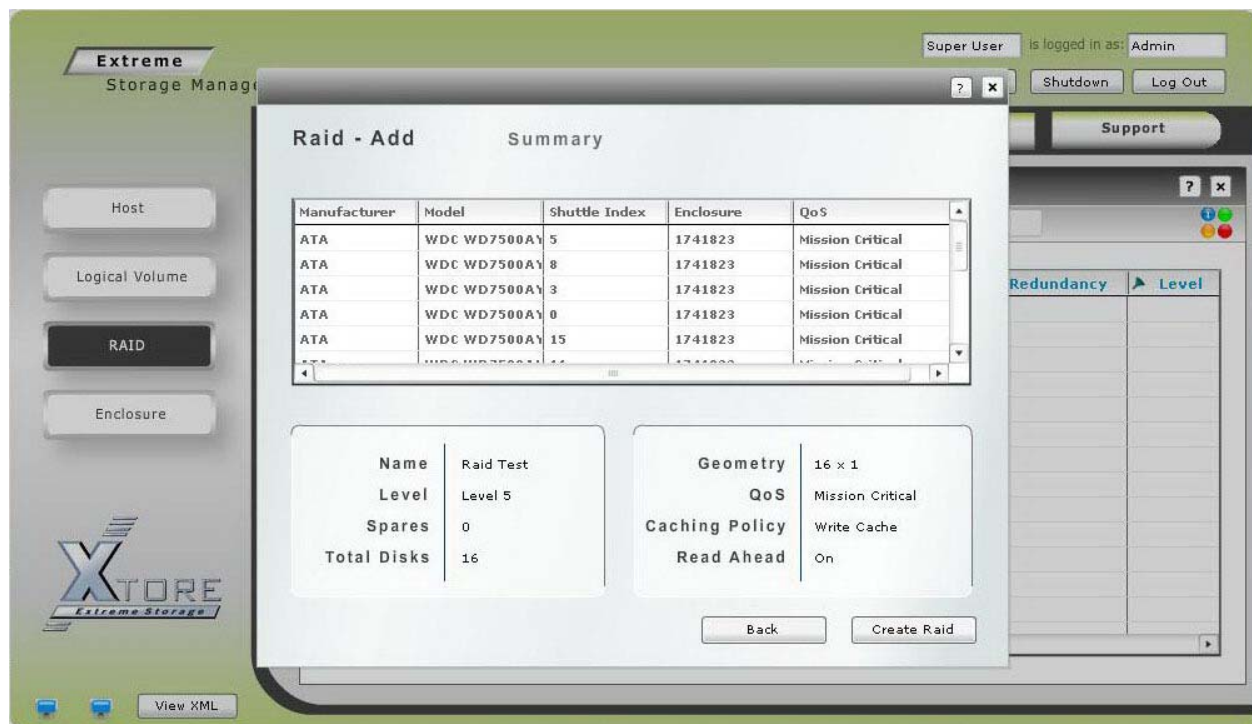 Extreme
Storage Manage
Super User is logged in as: Admin
Shutdown Log Out
Support
? x
? x
Raid - Add Summary
Manufacturer Model Shuttle Index Enclosure QoS
ATA WDC WD7500AY 5 1741823 Mission Critical
ATA WDC WD7500AY 8 1741823 Mission Critical
ATA WDC WD7500AY 3 1741823 Mission Critical
ATA WDC WD7500AY 0 1741823 Mission Critical
ATA WDC WD7500AY 15 1741823 Mission Critical
Redundancy Level
Host
Logical Volume
RAID
Enclosure
Name Raid Test
Level Level 5
Spares 0
Total Disks 16
Geometry 16 x 1
QoS Mission Critical
Caching Policy Write Cache
Read Ahead On
Back Create Raid
XTORE
Extreme Storage
View XML